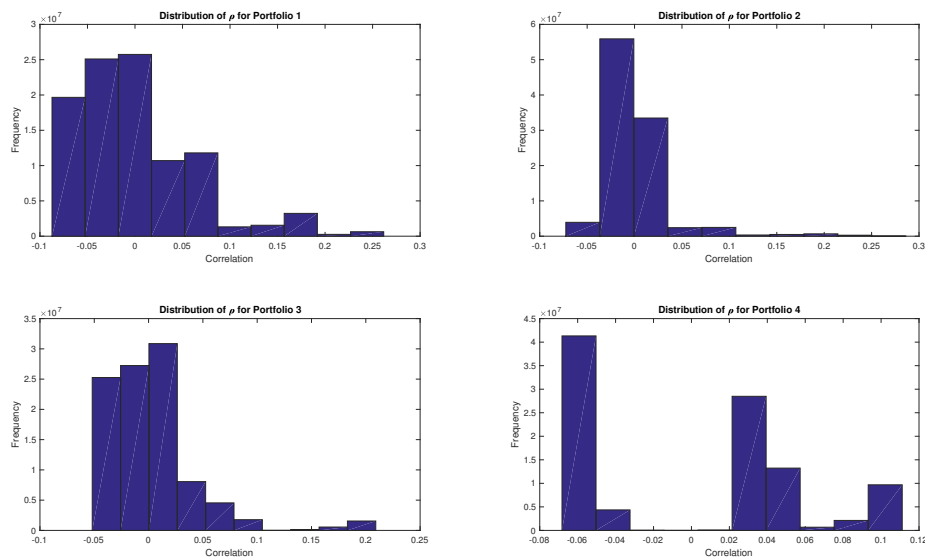 Distribution of ρ for Portfolio 1
×10⁷
3
2.5
2
1.5
1
0.5
0
Frequency
-0.1 -0.05 0 0.05 0.1 0.15 0.2 0.25 0.3
Correlation
Distribution of ρ for Portfolio 2
×10⁷
6
5
4
3
2
1
0
Frequency
-0.1 -0.05 0 0.05 0.1 0.15 0.2 0.25 0.3
Correlation
Distribution of ρ for Portfolio 3
×10⁷
3.5
3
2.5
2
1.5
1
0.5
0
Frequency
-0.1 -0.05 0 0.05 0.1 0.15 0.2 0.25
Correlation
Distribution of ρ for Portfolio 4
×10⁷
4.5
4
3.5
3
2.5
2
1.5
1
0.5
0
Frequency
-0.08 -0.06 -0.04 -0.02 0 0.02 0.04 0.06 0.08 0.1 0.12
Correlation